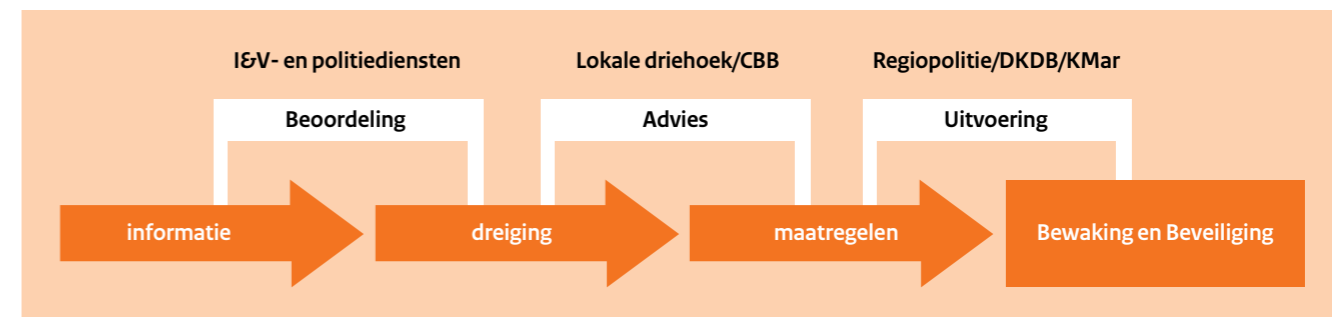 I&V- en politiediensten
Lokale driehoek/CBB
Regiopolitie/DKDB/KMar
Beoordeling
Advies
Uitvoering
informatie
dreiging
maatregelen
Bewaking en Beveiliging